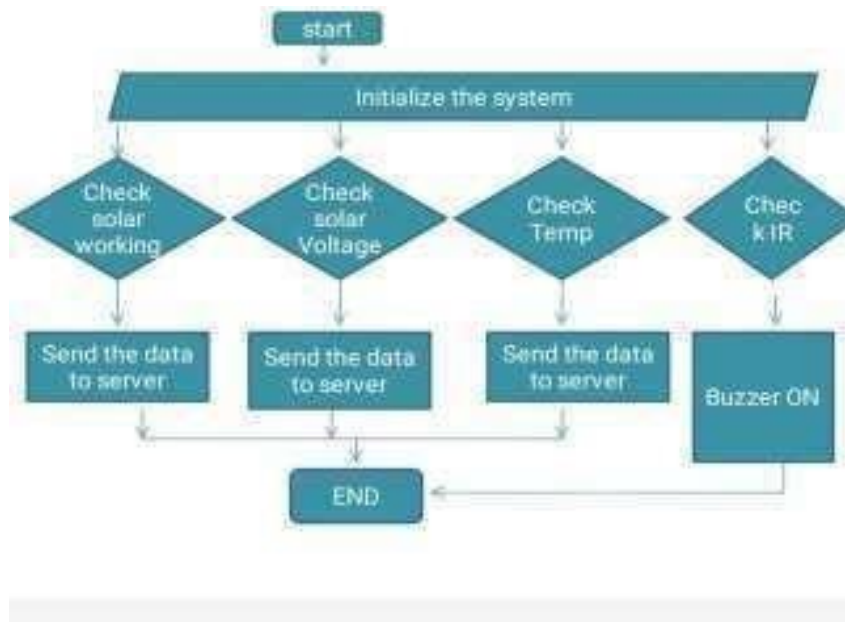 start
Initialize the system
Check
solar
working
Check
solar
Voltage
Check
Temp
Chec
k IR
Send the data
to server
Send the data
to server
Send the data
to server
Buzzer ON
END